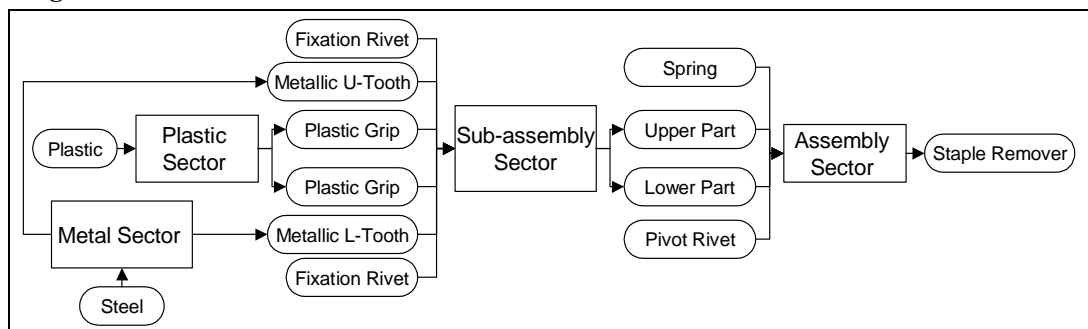 Fixation Rivet
Metallic U-Tooth
Spring
Plastic
Plastic
Sector
Plastic Grip
Plastic Grip
Sub-assembly
Sector
Upper Part
Lower Part
Assembly
Sector
Staple Remover
Metal Sector
Metallic L-Tooth
Pivot Rivet
Fixation Rivet
Steel